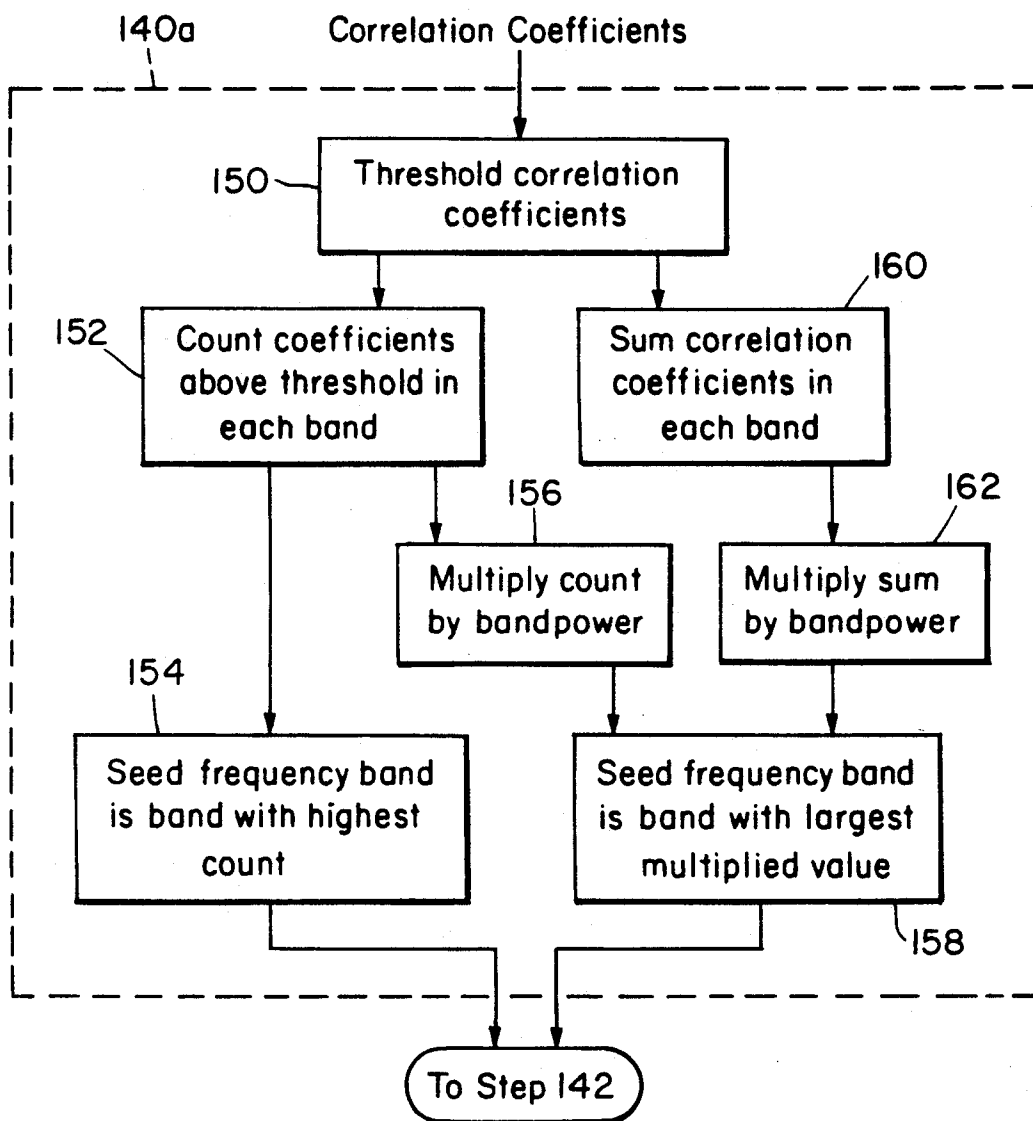 140a
Correlation Coefficients
150
Threshold correlation
coefficients
152
Count coefficients
above threshold in
each band
160
Sum correlation
coefficients in
each band
156
Multiply count
by bandpower
162
Multiply sum
by bandpower
154
Seed frequency band
is band with highest
count
Seed frequency band
is band with largest
multiplied value
158
To Step 142